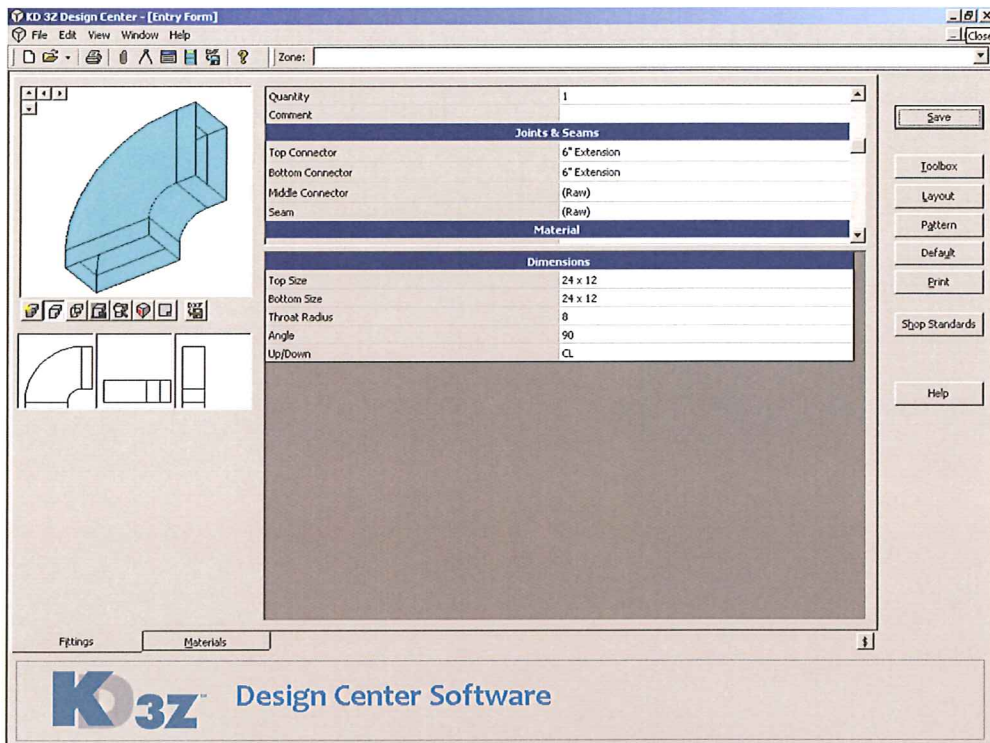 KD 3Z Design Center - [Entry Form]
File Edit View Window Help
Close
Zone:
Quantity 1
Comment
Joints & Seams
Top Connector 6" Extension
Bottom Connector 6" Extension
Middle Connector (Raw)
Seam (Raw)
Material
Dimensions
Top Size 24 x 12
Bottom Size 24 x 12
Throat Radius 8
Angle 90
Up/Down CL
Save
Toolbox
Layout
Pattern
Default
Print
Shop Standards
Help
DXF
Fittings Materials $
KD3Z™ Design Center Software